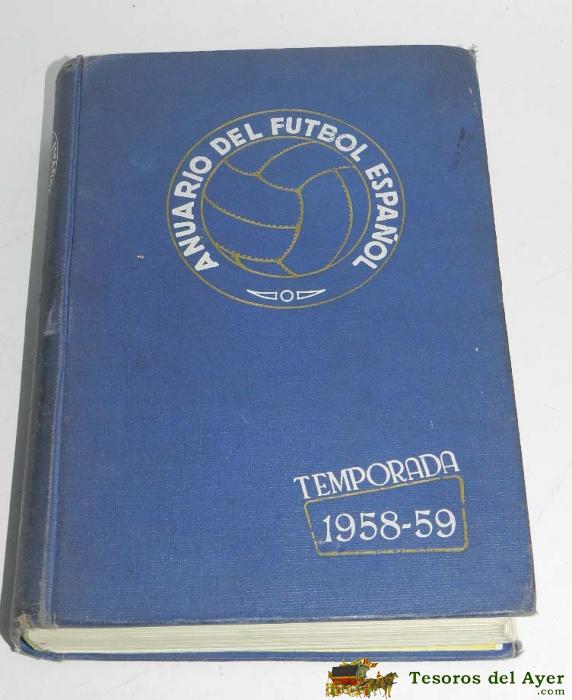 ANUARIO DEL FUTBOL ESPAÑOL
TEMPORADA
1958-59
Tesoros del Ayer
.com